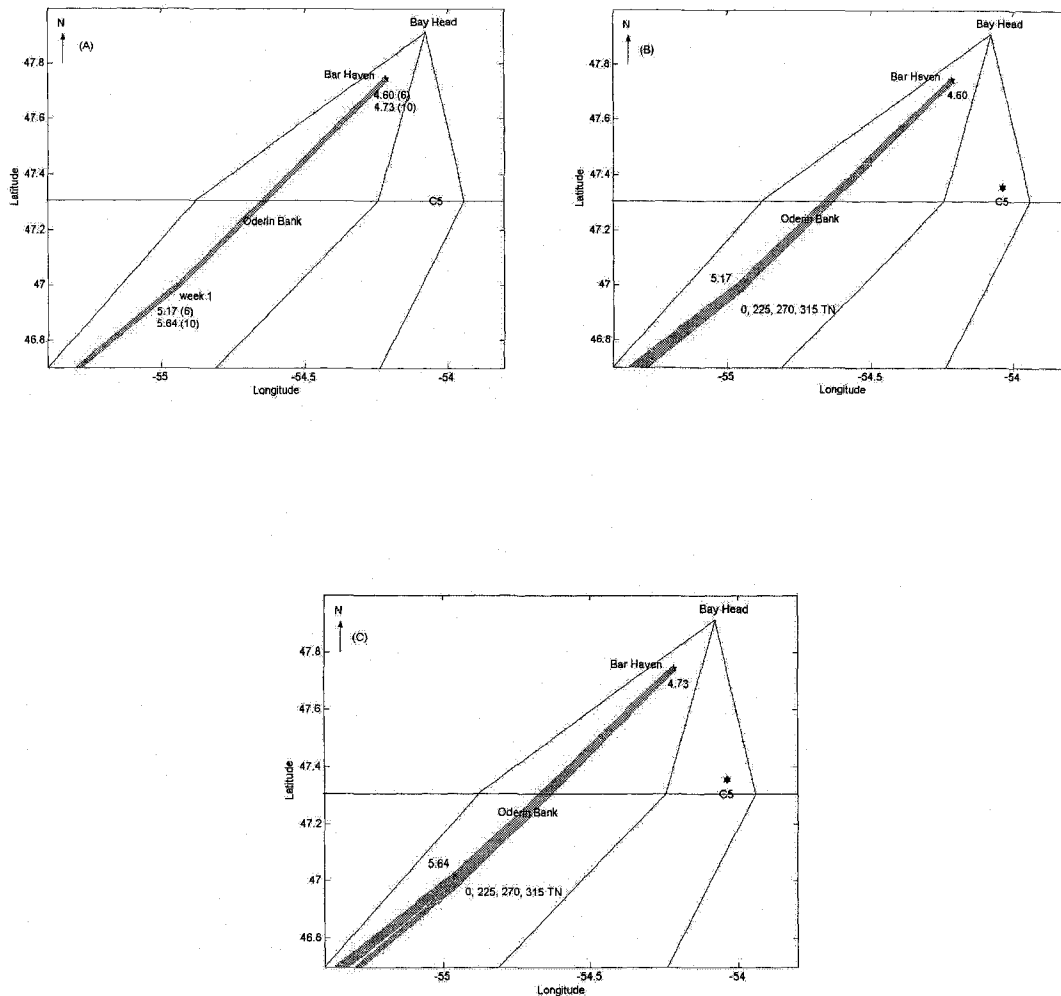 N
(A)
Bay Head
Bar Haven
4.60 (6)
4.73 (10)
C5
Oderin Bank
week 1
5.17 (6)
5.64 (10)
47.8
47.6
47.4
47.2
47
46.8
Latitude
-55
-54.5
-54
Longitude
N
(B)
Bay Head
Bar Haven
4.60
C5
Oderin Bank
5.17
0, 225, 270, 315 TN
47.8
47.6
47.4
47.2
47
46.8
Latitude
-55
-54.5
-54
Longitude
N
(C)
Bay Head
Bar Haven
4.73
C5
Oderin Bank
5.64
0, 225, 270, 315 TN
47.8
47.6
47.4
47.2
47
46.8
Latitude
-55
-54.5
-54
Longitude